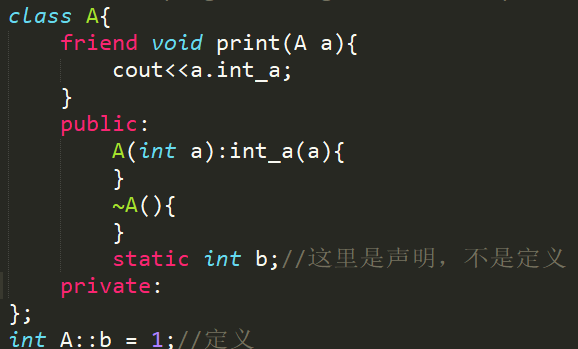 class A{
    friend void print(A a){
        cout<<a.int_a;
    }
    public:
        A(int a):int_a(a){
        }
        ~A(){
        }
        static int b;//这里是声明，不是定义
    private:
};
int A::b = 1;//定义